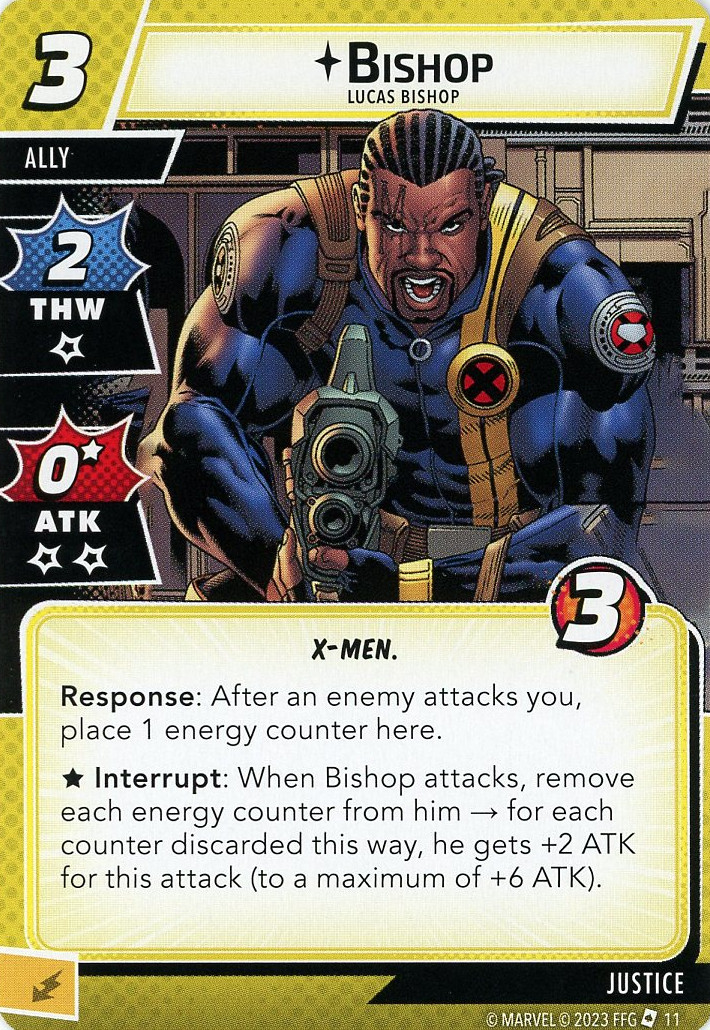 3
BISHOP
LUCAS BISHOP
ALLY
2
THW
0
ATK
3
X-MEN.
Response: After an enemy attacks you,
place 1 energy counter here.
★ Interrupt: When Bishop attacks, remove
each energy counter from him → for each
counter discarded this way, he gets +2 ATK
for this attack (to a maximum of +6 ATK).
JUSTICE
© MARVEL © 2023 FFG 11